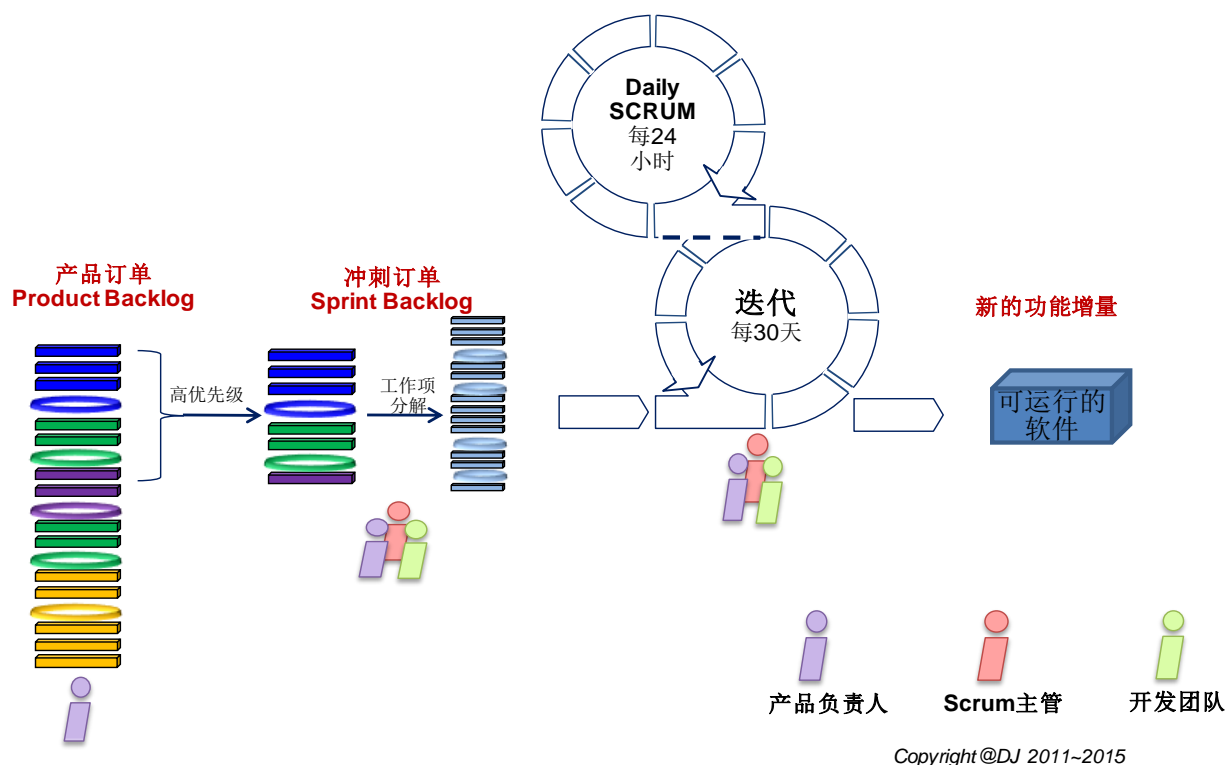 Daily
SCRUM
每24
小时
产品订单
Product Backlog
冲刺订单
Sprint Backlog
迭代
每30天
新的功能增量
高优先级
工作项
分解
可运行的
软件
产品负责人
Scrum主管
开发团队
Copyright @DJ 2011~2015